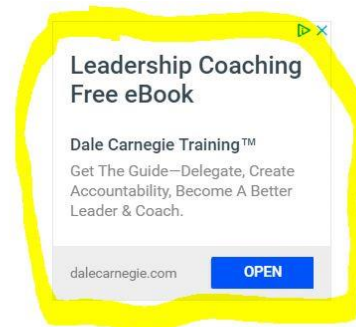 Leadership Coaching
Free eBook
Dale Carnegie Training™
Get The Guide—Delegate, Create
Accountability, Become A Better
Leader & Coach.
dalecarnegie.com
OPEN